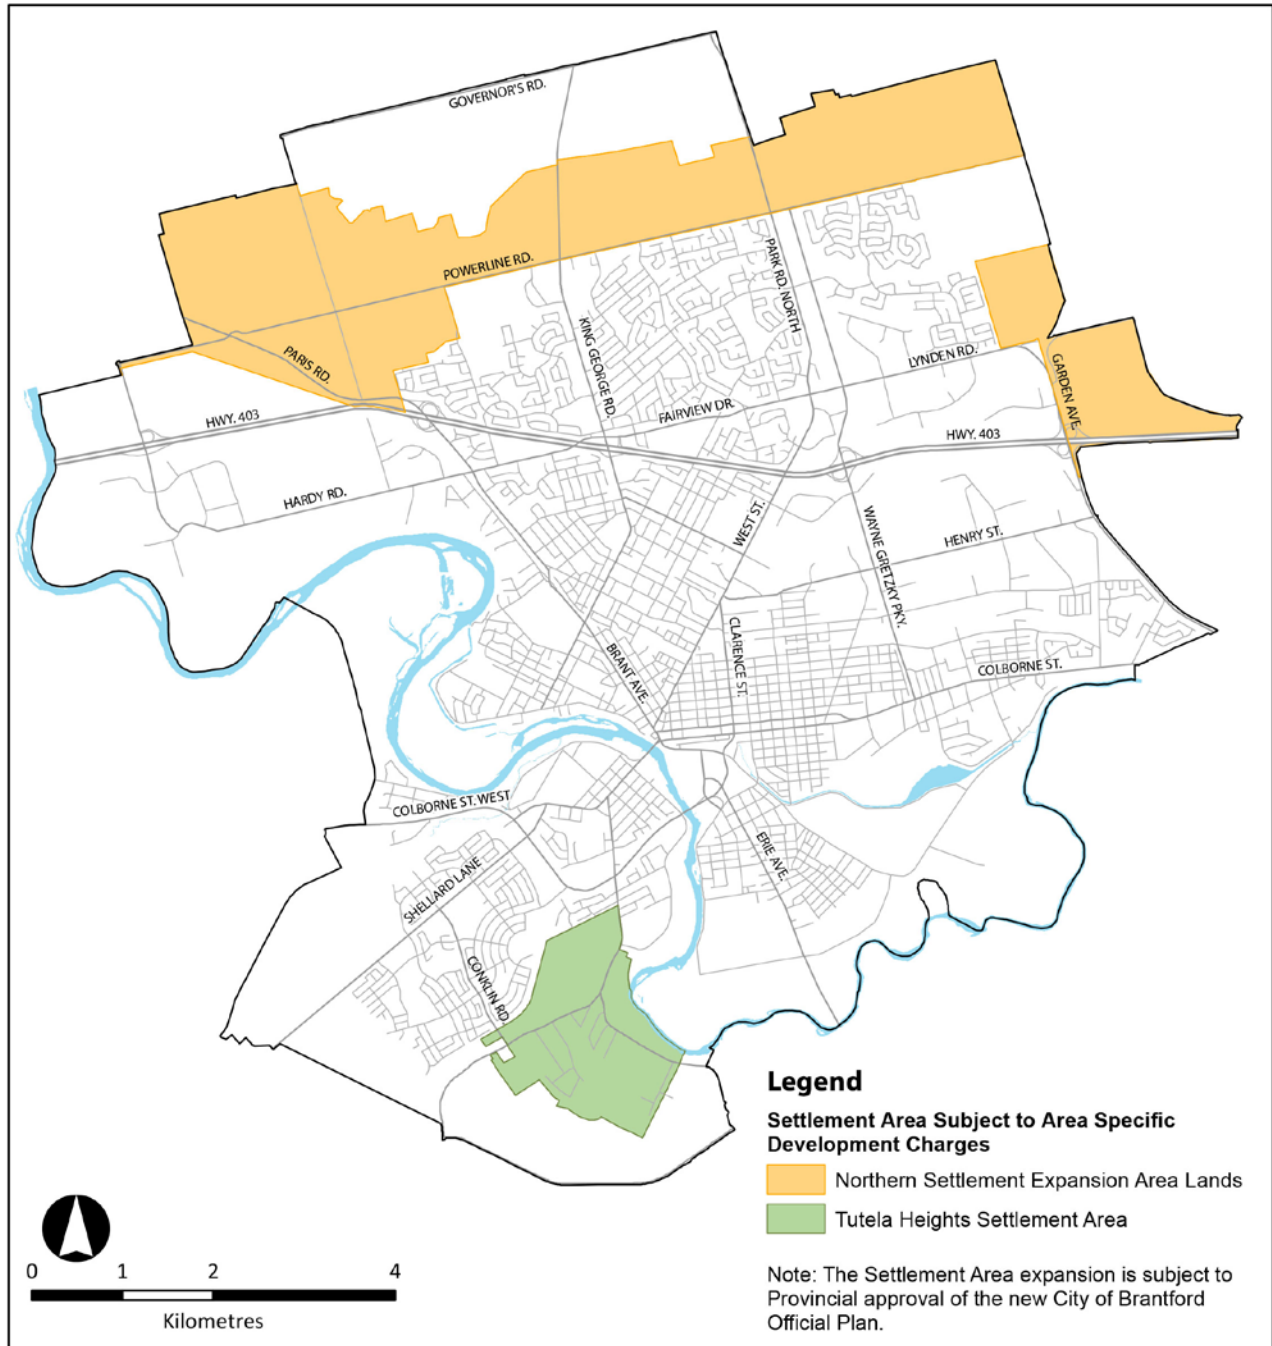 GOVERNOR'S RD.
POWERLINE RD.
PARK RD. NORTH
KING GEORGE RD.
PARIS RD.
LYNDEN RD.
GARDEN AVE.
FAIRVIEW DR.
HWY. 403
HWY. 403
HARDY RD.
WEST ST.
WAYNE GRETZKY PKY.
HENRY ST.
CLARENCE ST.
BRANT AVE.
COLBORNE ST.
COLBORNE ST. WEST
ERIE AVE.
SHELLARD LANE
CONKLIN RD.
Legend
Settlement Area Subject to Area Specific
Development Charges
Northern Settlement Expansion Area Lands
Tutela Heights Settlement Area
Note: The Settlement Area expansion is subject to
Provincial approval of the new City of Brantford
Official Plan.
0 1 2 4
Kilometres